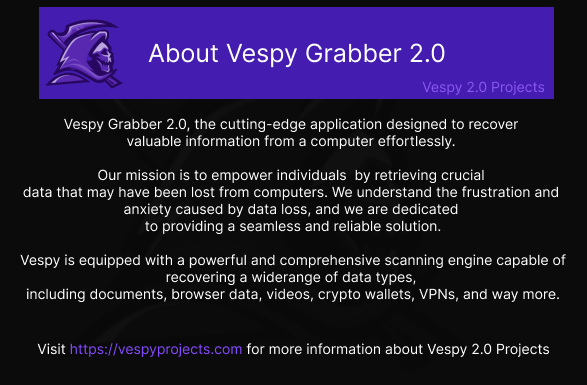 About Vespy Grabber 2.0
Vespy 2.0 Projects
Vespy Grabber 2.0, the cutting-edge application designed to recover
valuable information from a computer effortlessly.
Our mission is to empower individuals by retrieving crucial
data that may have been lost from computers. We understand the frustration and
anxiety caused by data loss, and we are dedicated
to providing a seamless and reliable solution.
Vespy is equipped with a powerful and comprehensive scanning engine capable of
recovering a widerange of data types,
including documents, browser data, videos, crypto wallets, VPNs, and way more.
Visit https://vespyprojects.com for more information about Vespy 2.0 Projects